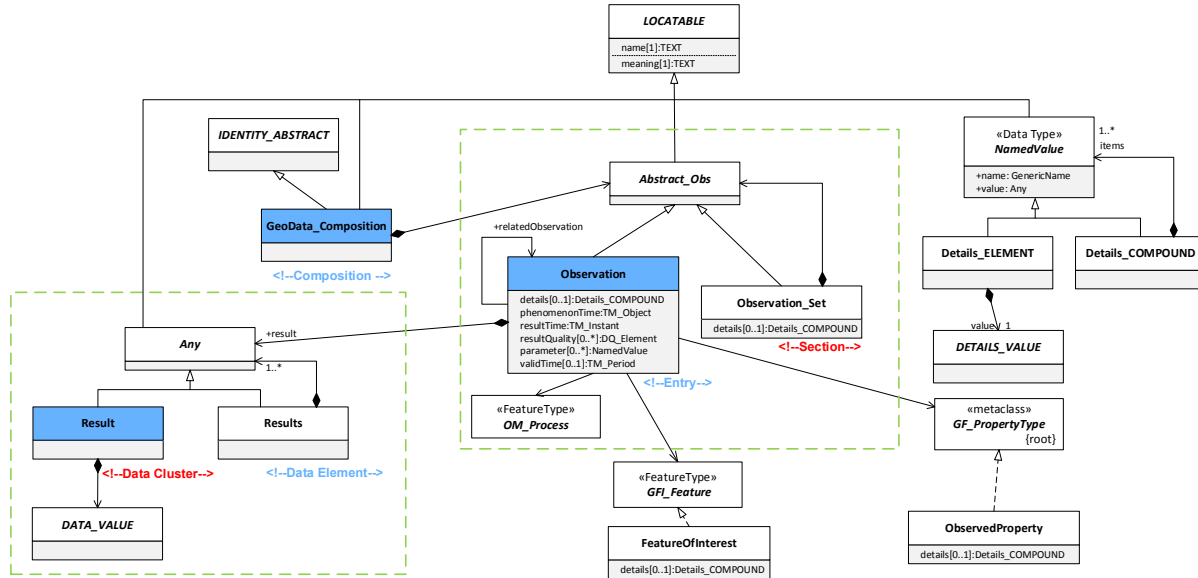 LOCATABLE
name[1]:TEXT
meaning[1]:TEXT
IDENTITY_ABSTRACT
«Data Type»
NamedValue
+name: GenericName
+value: Any
1..*
items
Abstract_Obs
GeoData_Composition
<!--Composition -->
+relatedObservation
Observation
details[0..1]:Details_COMPOUND
phenomenonTime:TM_Object
resultTime:TM_Instant
resultQuality[0..*]:DQ_Element
parameter[0..*]:NamedValue
validTime[0..1]:TM_Period
<!--Entry-->
Observation_Set
details[0..1]:Details_COMPOUND
<!--Section-->
Details_ELEMENT
Details_COMPOUND
value
1
DETAILS_VALUE
+result
Any
1..*
Result
<!--Data Cluster-->
Results
<!--Data Element-->
DATA_VALUE
«FeatureType»
OM_Process
«metaclass»
GF_PropertyType
{root}
«FeatureType»
GFI_Feature
FeatureOfInterest
details[0..1]:Details_COMPOUND
ObservedProperty
details[0..1]:Details_COMPOUND